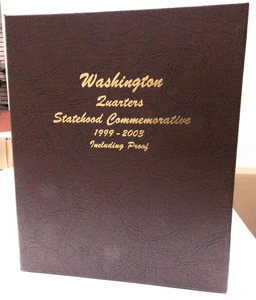 Washington
Quarters
Statehood Commemorative
1999-2003
Including Proof